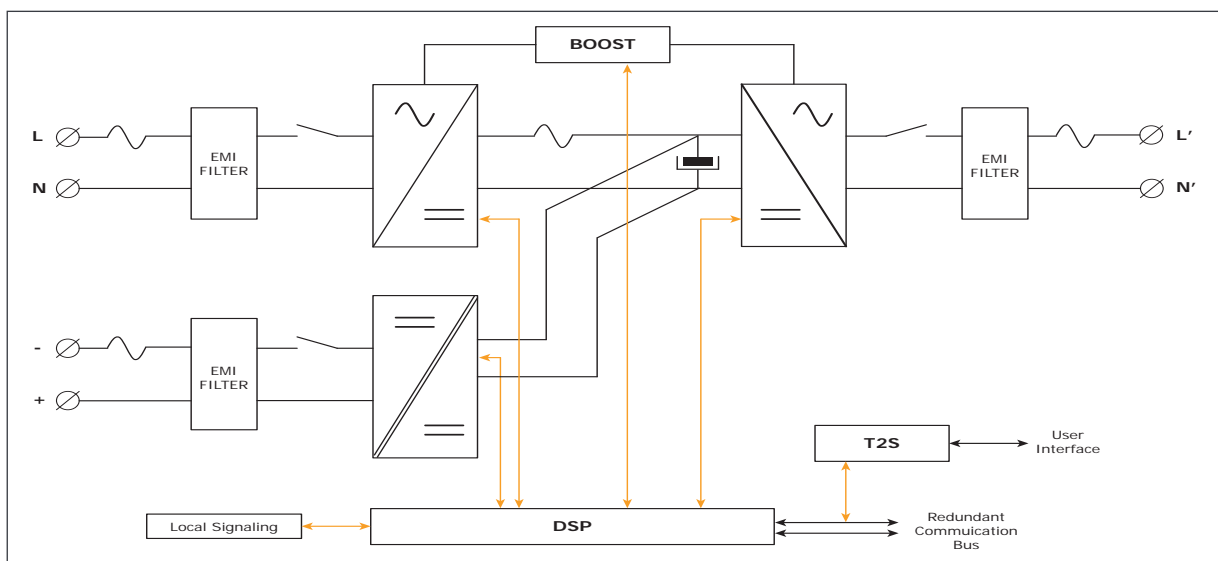 BOOST
L
EMI
FILTER
EMI
FILTER
L'
N
N'
-
EMI
FILTER
+
T2S
User
Interface
Local Signaling
DSP
Redundant
Commuication
Bus